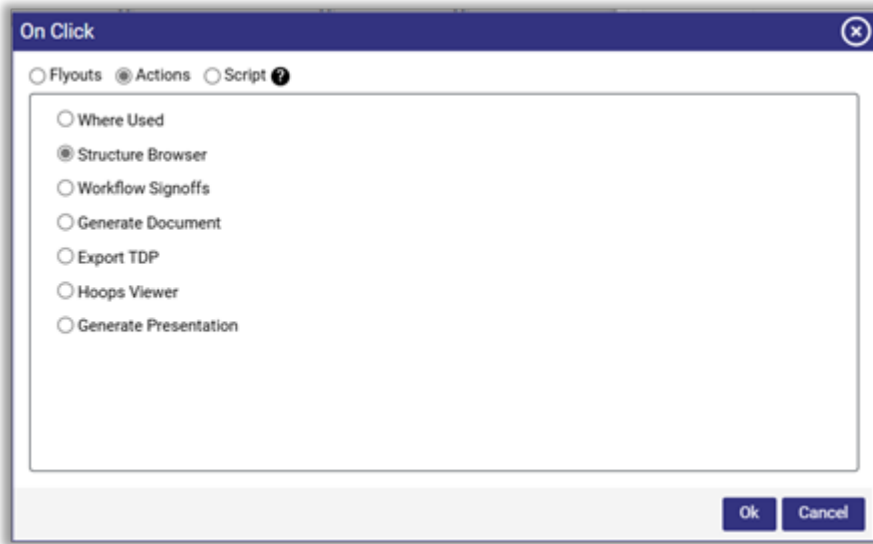 On Click
Flyouts Actions Script ?
Where Used
Structure Browser
Workflow Signoffs
Generate Document
Export TDP
Hoops Viewer
Generate Presentation
Ok Cancel